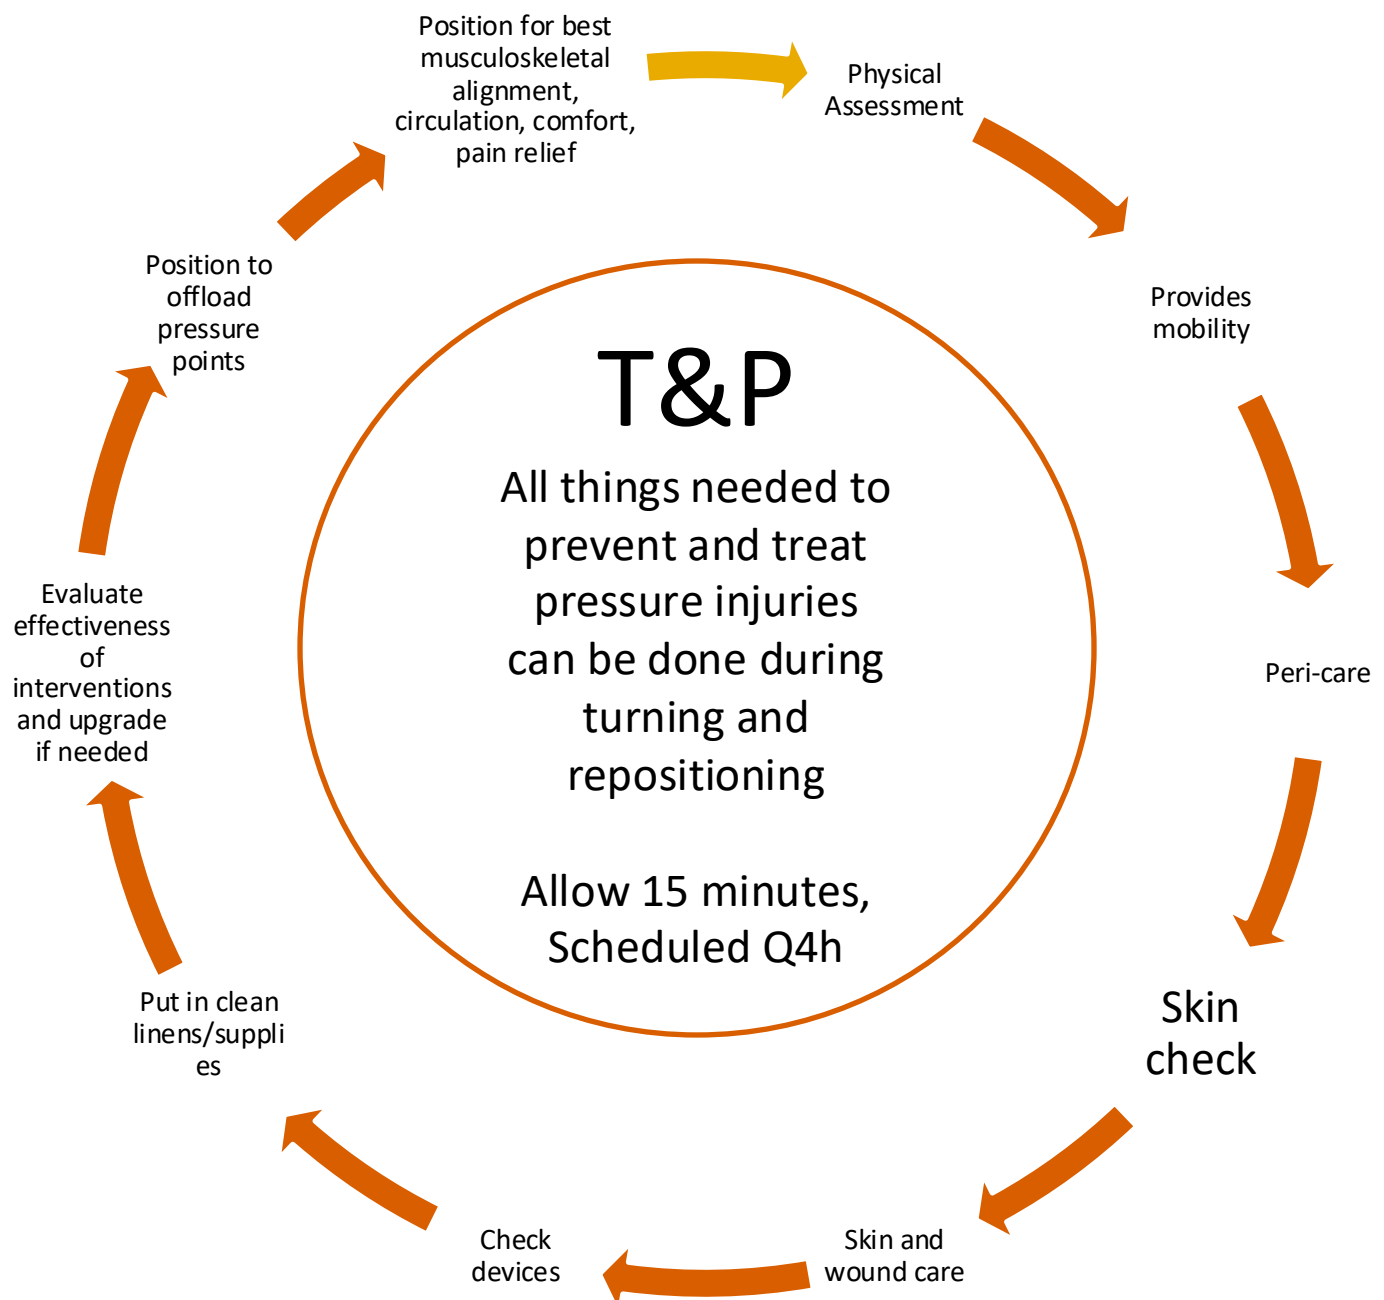 Position for best
musculoskeletal
alignment,
circulation, comfort,
pain relief
Physical
Assessment
Provides
mobility
Peri-care
Skin
check
Skin and
wound care
Check
devices
Put in clean
linens/suppli
es
Evaluate
effectiveness
of
interventions
and upgrade
if needed
Position to
offload
pressure
points
T&P
All things needed to
prevent and treat
pressure injuries
can be done during
turning and
repositioning
Allow 15 minutes,
Scheduled Q4h